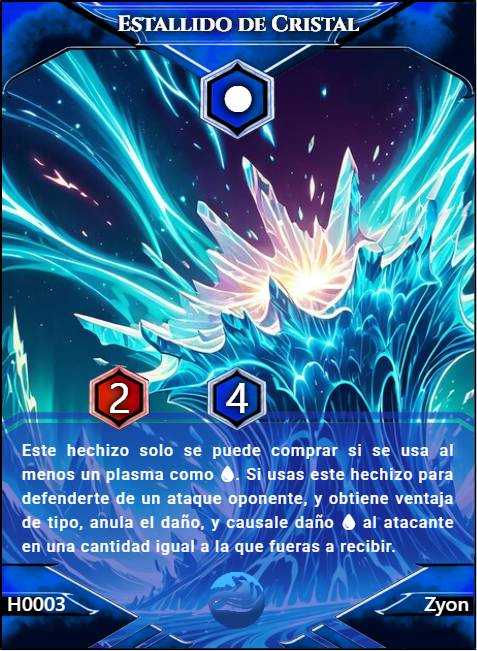 Estallido de Cristal
2
4
Este hechizo solo se puede comprar si se usa al
menos un plasma como 💧. Si usas este hechizo para
defenderte de un ataque oponente, y obtiene ventaja
de tipo, anula el daño, y causale daño 💧 al atacante
en una cantidad igual a la que fueras a recibir.
H0003
Zyon